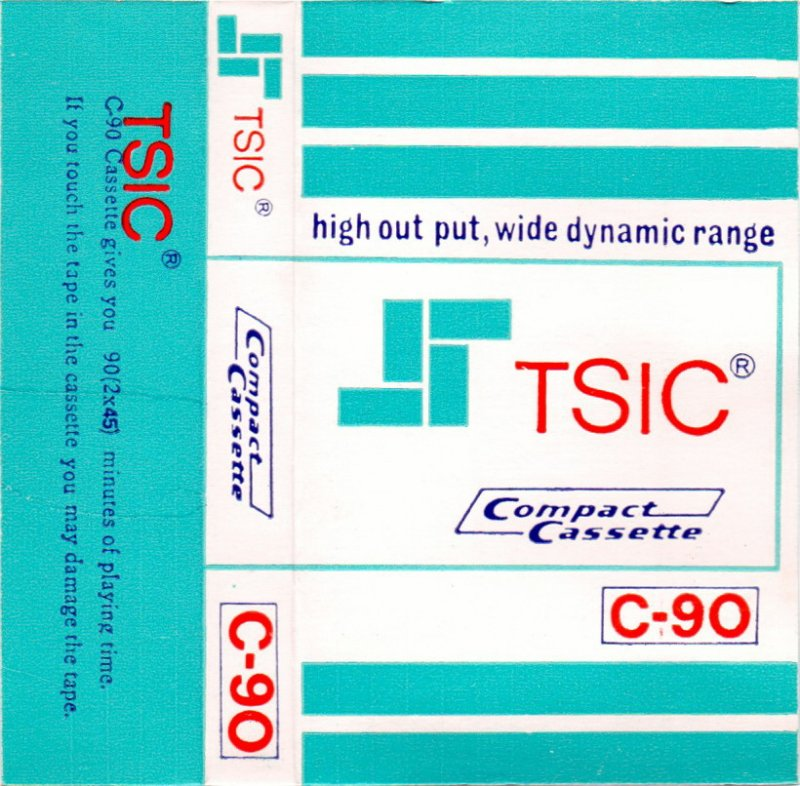 TSIC ®
C-90 Cassette gives you 90(2x45) minutes of playing time.
If you touch the tape in the cassette you may damage the tape.
TSIC ®
Compact
Cassette
C-90
high out put, wide dynamic range
TSIC ®
Compact
Cassette
C-90